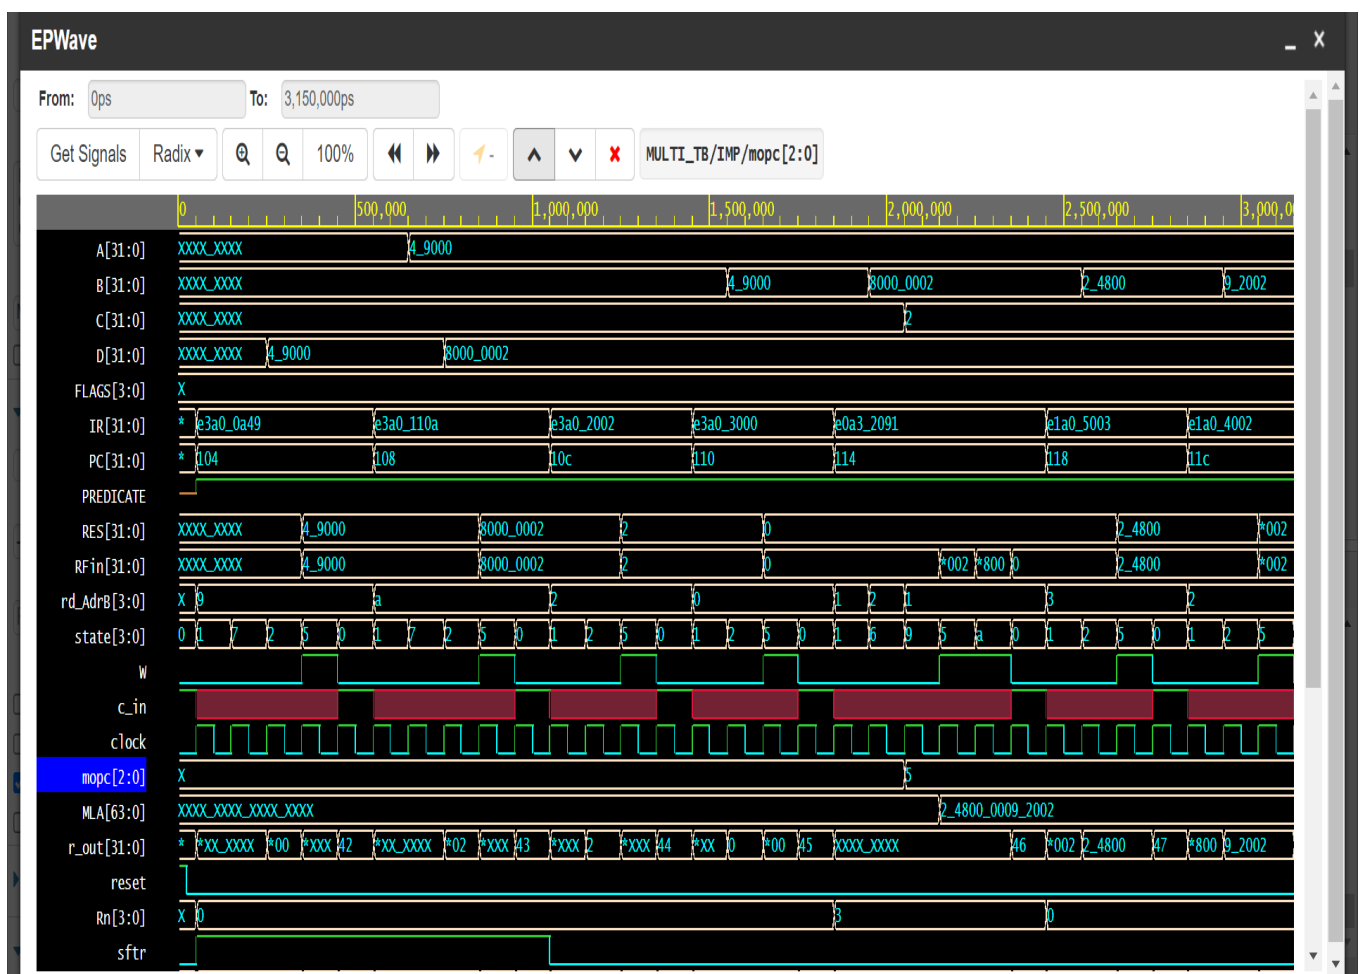 EPWave
From: 0ps To: 3,150,000ps
Get Signals Radix 100% - MULTI_TB/IMP/mopc[2:0]
0 500,000 1,000,000 1,500,000 2,000,000 2,500,000 3,000,0
A[31:0] XXXX_XXXX 4_9000
B[31:0] XXXX_XXXX 4_9000 8000_0002 2_4800 9_2002
C[31:0] XXXX_XXXX 2
D[31:0] XXXX_XXXX 4_9000 8000_0002
FLAGS[3:0] X
IR[31:0] * e3a0_0a49 e3a0_110a e3a0_2002 e3a0_3000 e0a3_2091 e1a0_5003 e1a0_4002
PC[31:0] * 104 108 10c 110 114 118 11c
PREDICATE
RES[31:0] XXXX_XXXX 4_9000 8000_0002 2 0 2_4800 *002
RFin[31:0] XXXX_XXXX 4_9000 8000_0002 2 0 *002 *800 0 2_4800 *002
rd_AdrB[3:0] X 9 a 2 0 1 2 1 3 2
state[3:0] 0 1 7 2 5 0 1 7 2 5 0 1 2 5 0 1 2 5 0 1 6 9 5 a 0 1 2 5 0 1 2 5
W
c_in
clock
mopc[2:0] X 5
MLA[63:0] XXXX_XXXX_XXXX_XXXX 2_4800_0009_2002
r_out[31:0] * *XX_XXXX *00 *XXX 42 *XX_XXXX *02 *XXX 43 *XXX 2 *XXX 44 *XX 0 *00 45 XXXX_XXXX 46 *002 2_4800 47 *800 9_2002
reset
Rn[3:0] X 0 3 0
sftr